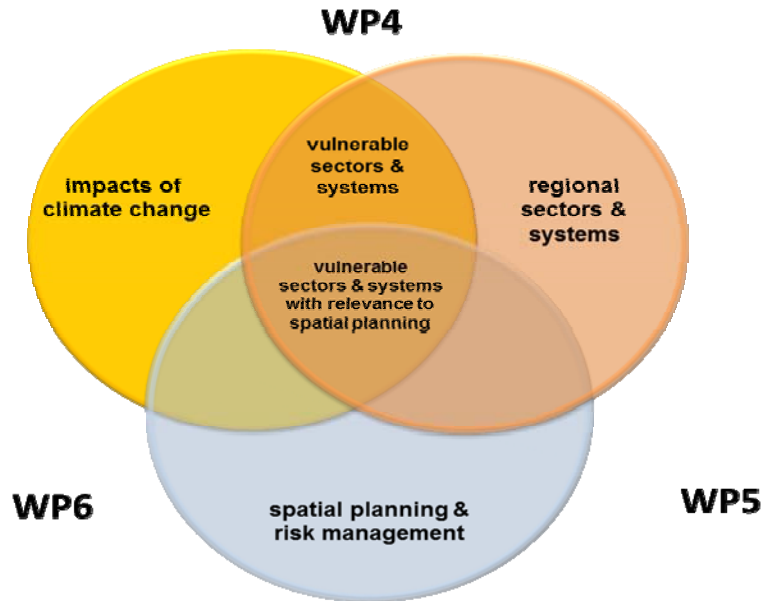 WP4
impacts of
climate change
vulnerable
sectors &
systems
regional
sectors &
systems
vulnerable
sectors & systems
with relevance to
spatial planning
WP6
spatial planning &
risk management
WP5